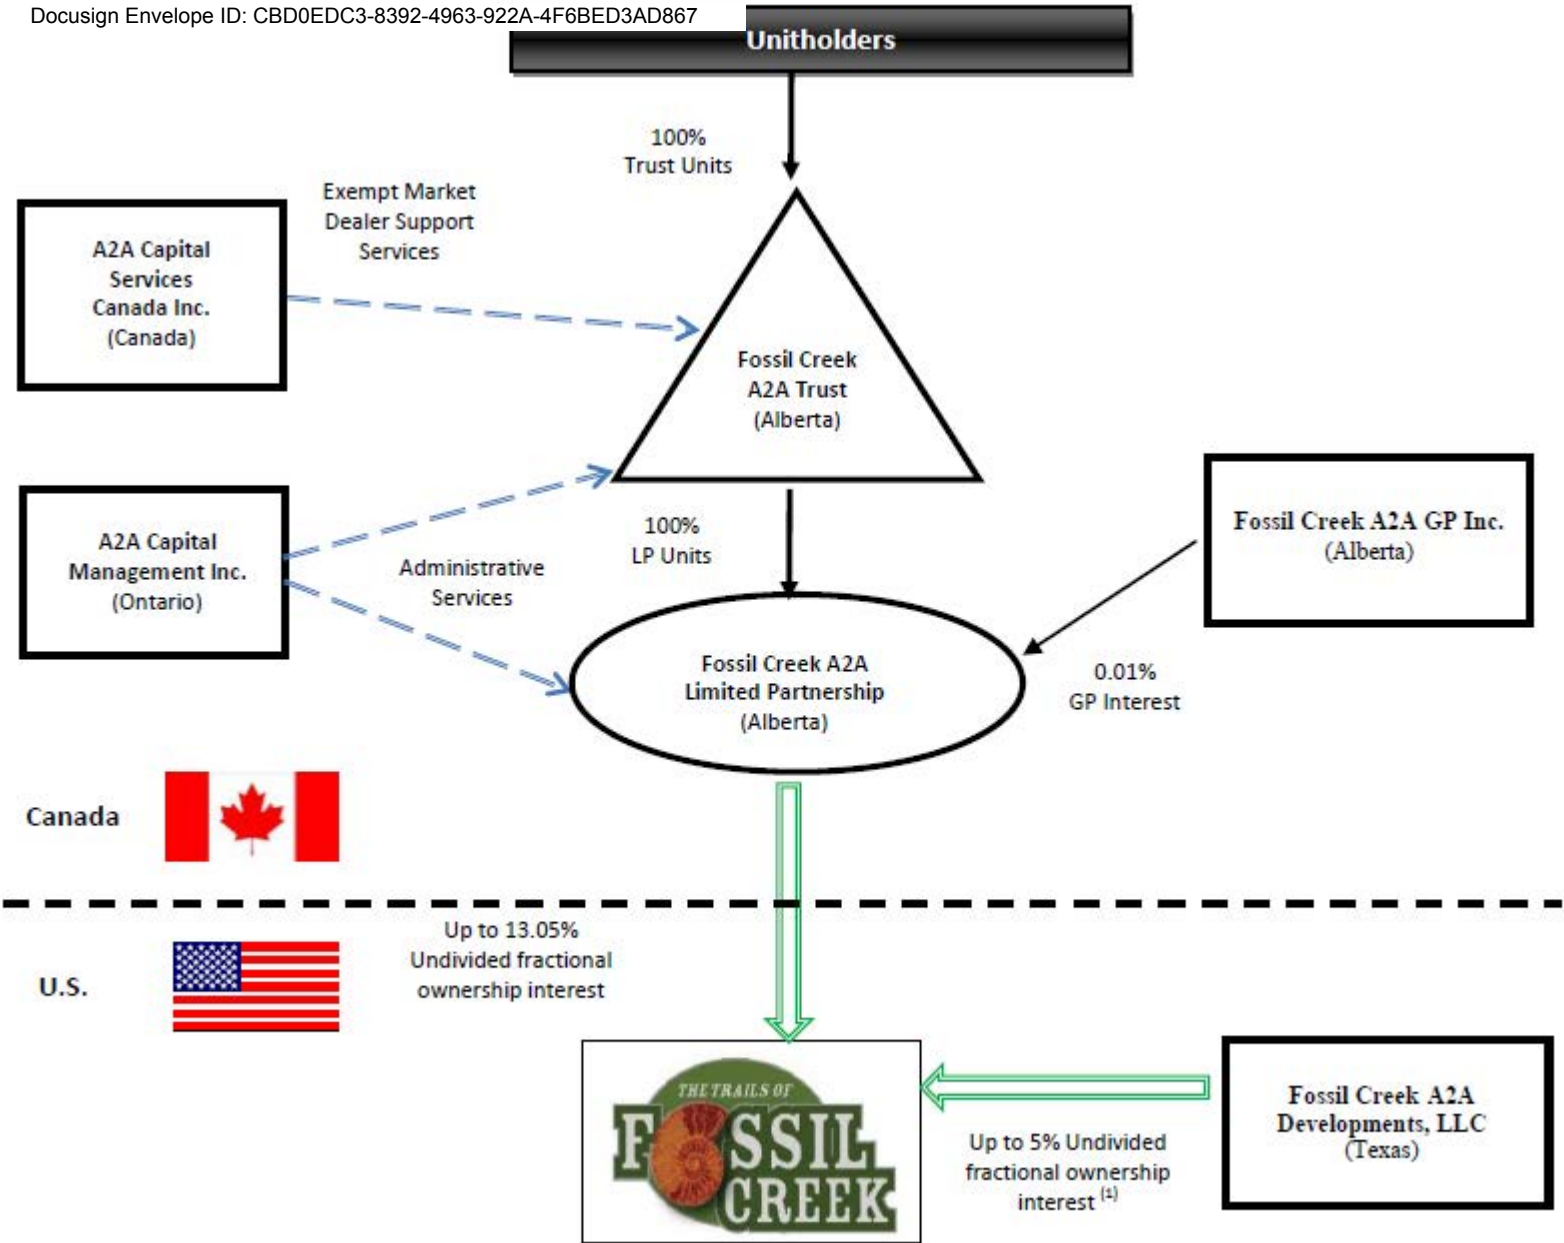 Docusign Envelope ID: CBD0EDC3-8392-4963-922A-4F6BED3AD867
Unitholders
100%
Trust Units
Exempt Market
Dealer Support
Services
A2A Capital
Services
Canada Inc.
(Canada)
Fossil Creek
A2A Trust
(Alberta)
A2A Capital
Management Inc.
(Ontario)
Administrative
Services
100%
LP Units
Fossil Creek A2A GP Inc.
(Alberta)
Fossil Creek A2A
Limited Partnership
(Alberta)
0.01%
GP Interest
Canada
U.S.
Up to 13.05%
Undivided fractional
ownership interest
THE TRAILS OF
FOSSIL
CREEK
Up to 5% Undivided
fractional ownership
interest (1)
Fossil Creek A2A
Developments, LLC
(Texas)